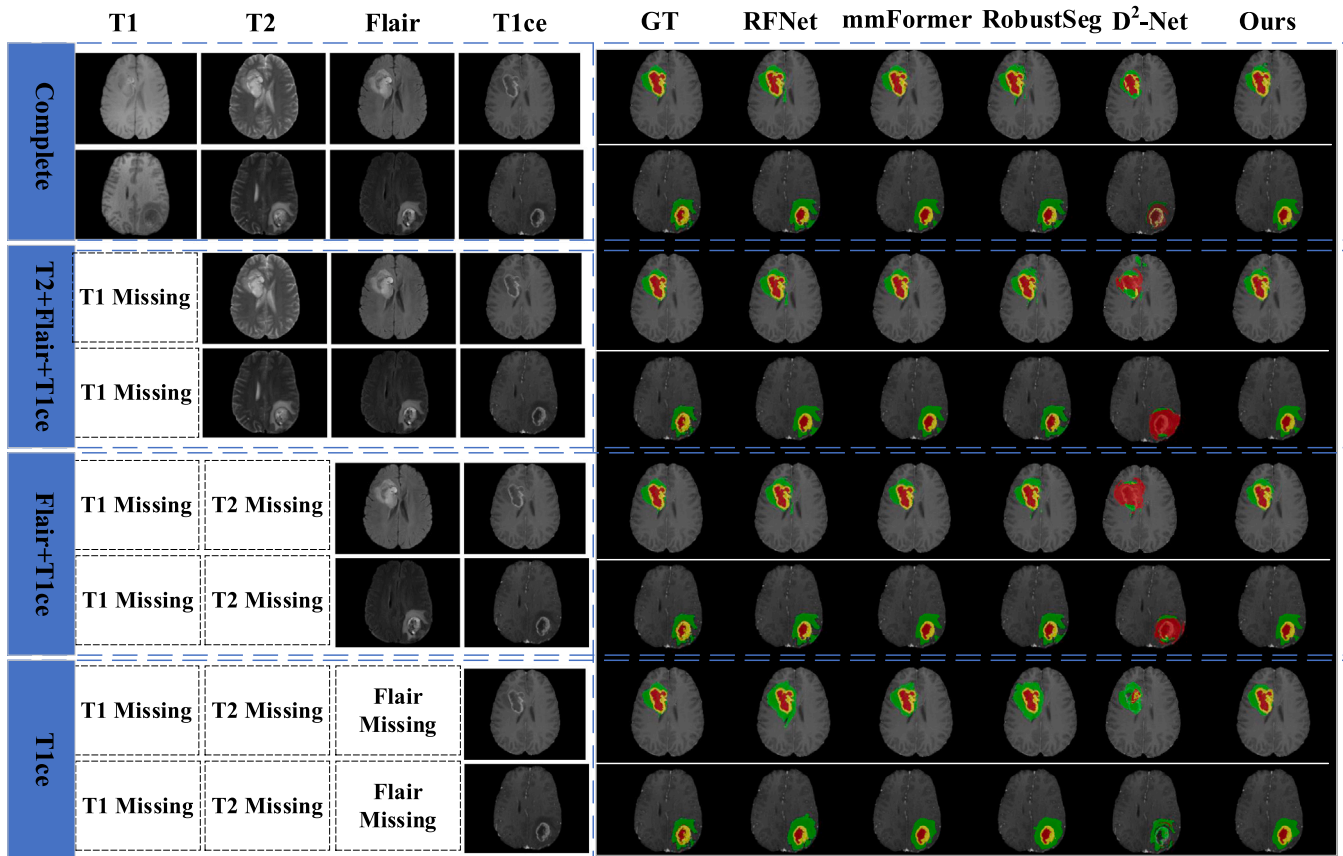 T1 T2 Flair T1ce GT RFNet mmFormer RobustSeg D²-Net Ours
Complete
T2+Flair+T1ce
T1 Missing
T1 Missing
Flair+T1ce
T1 Missing T2 Missing
T1 Missing T2 Missing
T1ce
T1 Missing T2 Missing Flair
Missing
T1 Missing T2 Missing Flair
Missing